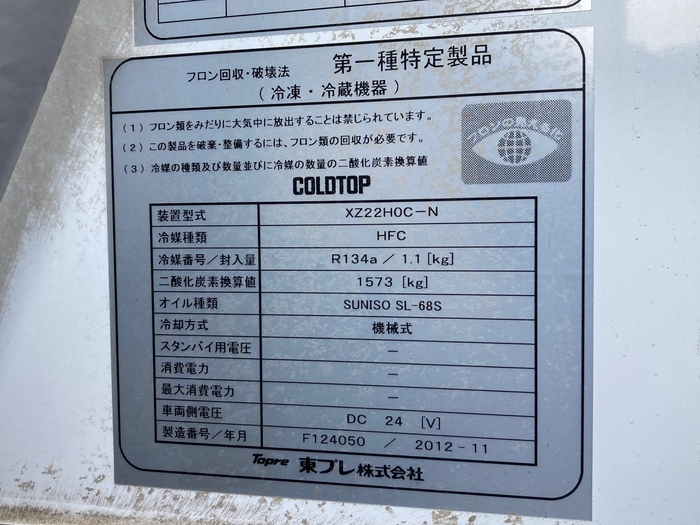 フロン回収・破壊法 第一種特定製品
(冷凍・冷蔵機器)
(1) フロン類をみだりに大気中に放出することは禁じられています。
(2) この製品を破棄・整備するには、フロン類の回収が必要です。
(3) 冷媒の種類及び数量並びに冷媒の数量の二酸化炭素換算値
フロンの見える化
COLDTOP
装置型式 XZ22H0C-N
冷媒種類 HFC
冷媒番号/封入量 R134a / 1.1 [kg]
二酸化炭素換算値 1573 [kg]
オイル種類 SUNISO SL-68S
冷却方式 機械式
スタンバイ用電圧 -
消費電力 -
最大消費電力 -
車両側電圧 DC 24 [V]
製造番号/年月 F124050 / 2012-11
Topre 東プレ株式会社